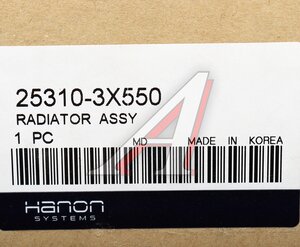 25310-3X550
RADIATOR ASSY
1 PC MD MADE IN KOREA
Hanon
SYSTEMS